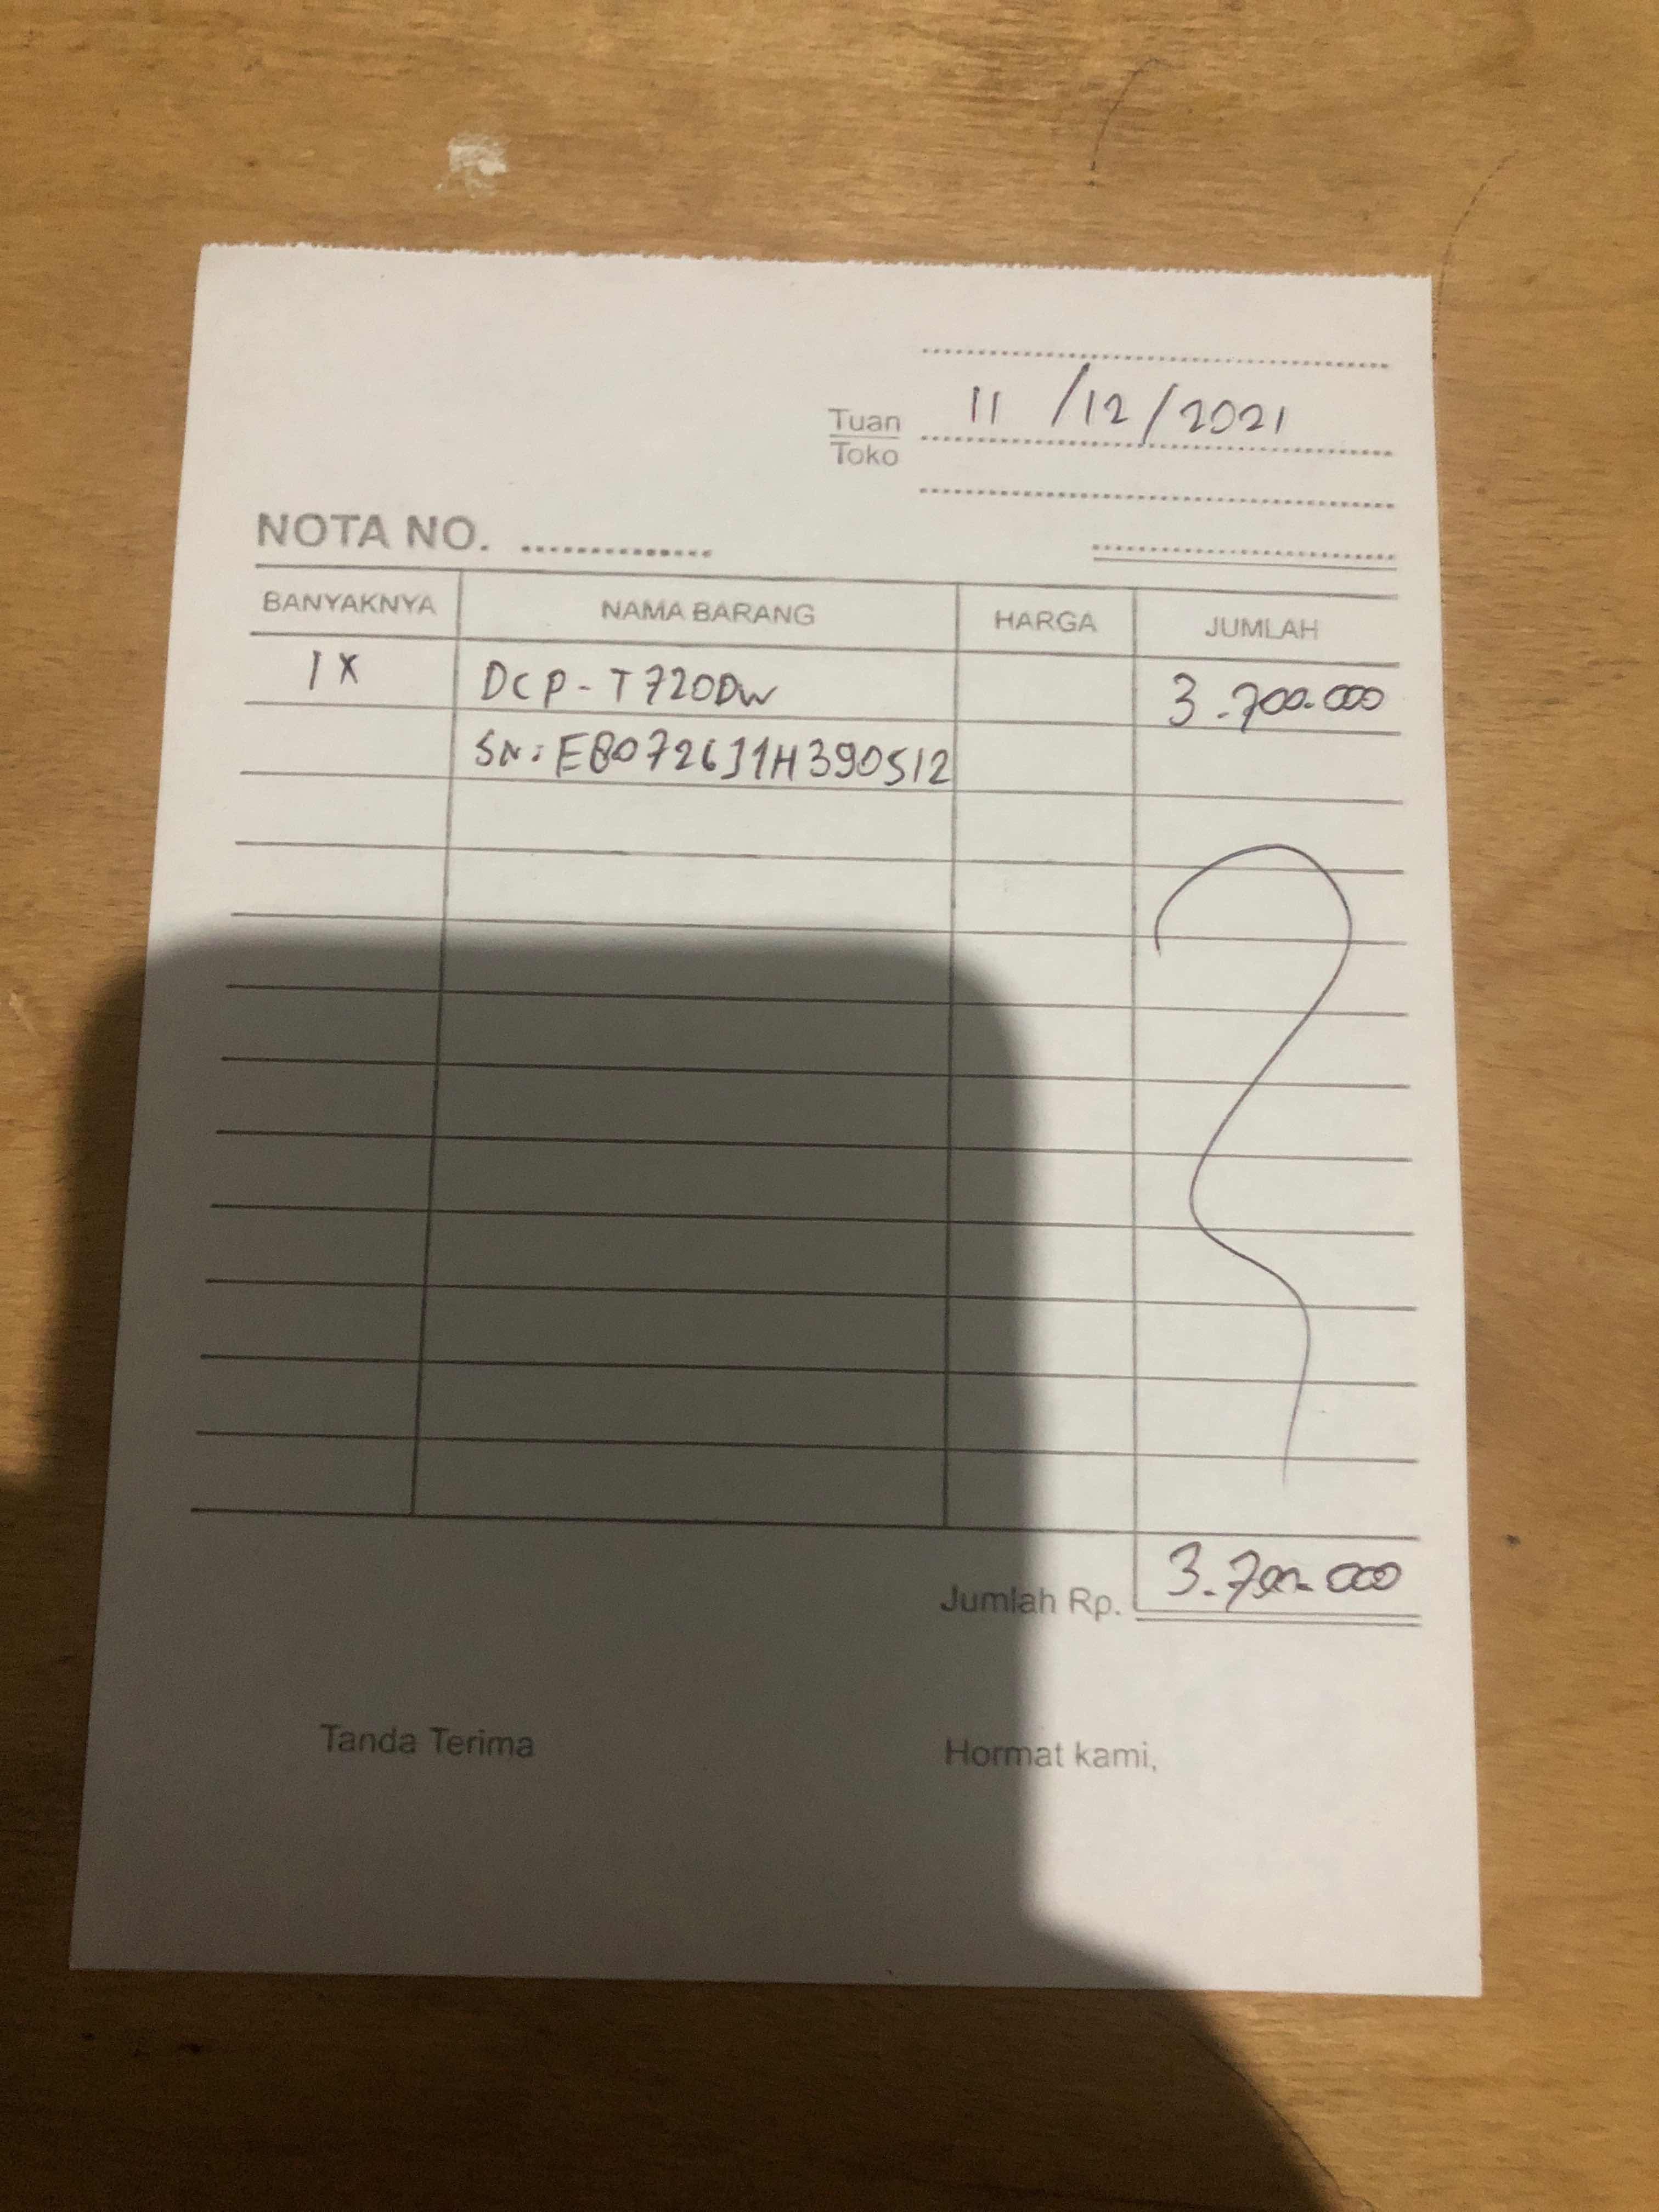 11/12/2021
Tuan
Toko
NOTA NO.
BANYAKNYA NAMA BARANG HARGA JUMLAH
1X DCP-T720DW 3.700.000
SN: E80726J1H390512
Jumlah Rp. 3.700.000
Tanda Terima Hormat kami,